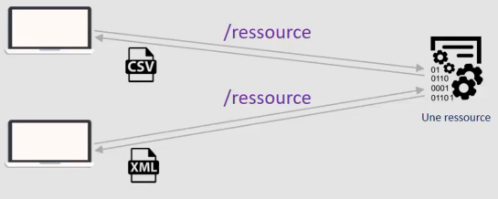 /ressource
CSV
/ressource
01
0110
0001
01101
Une ressource
XML